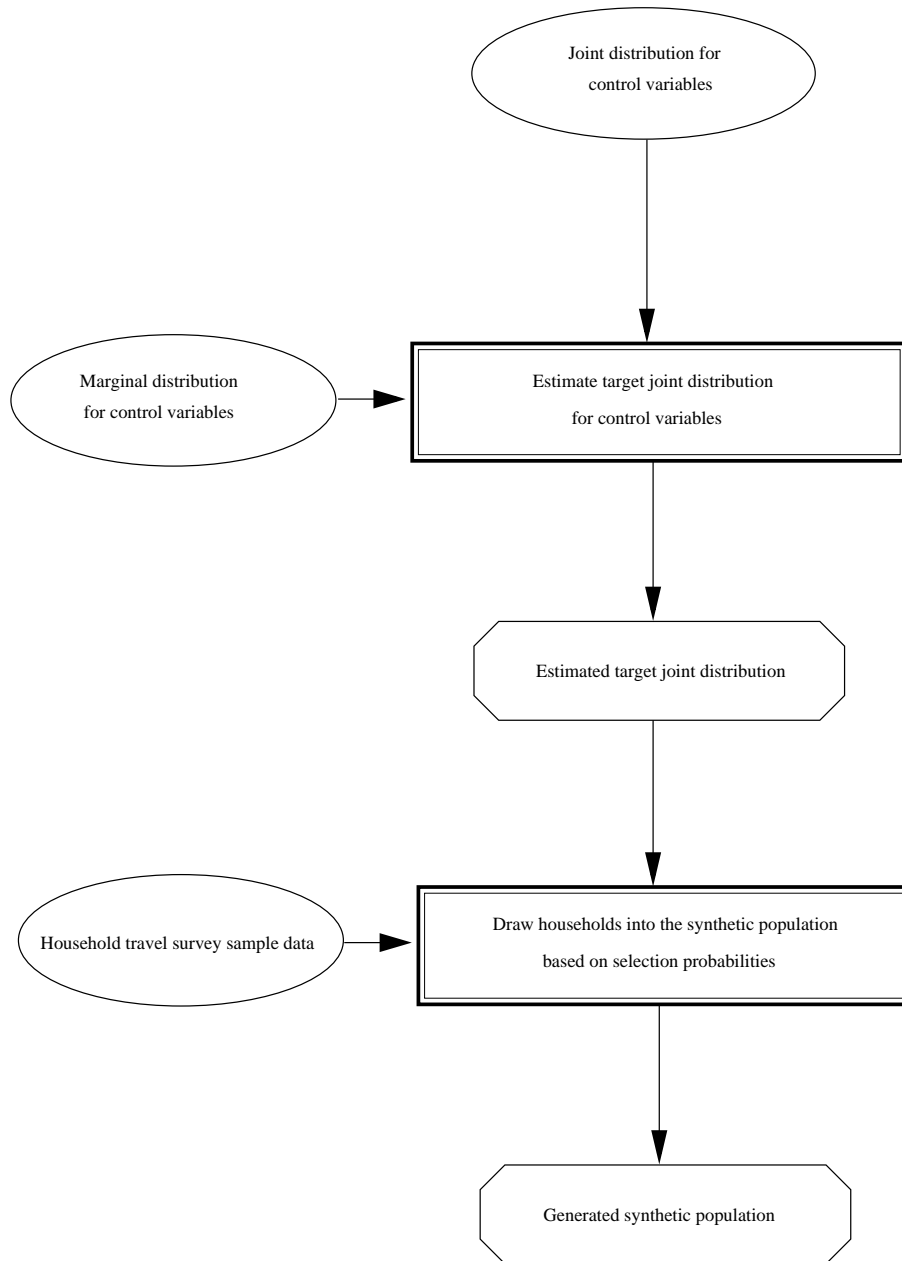 Joint distribution for
control variables
Marginal distribution
for control variables
Estimate target joint distribution
for control variables
Estimated target joint distribution
Household travel survey sample data
Draw households into the synthetic population
based on selection probabilities
Generated synthetic population